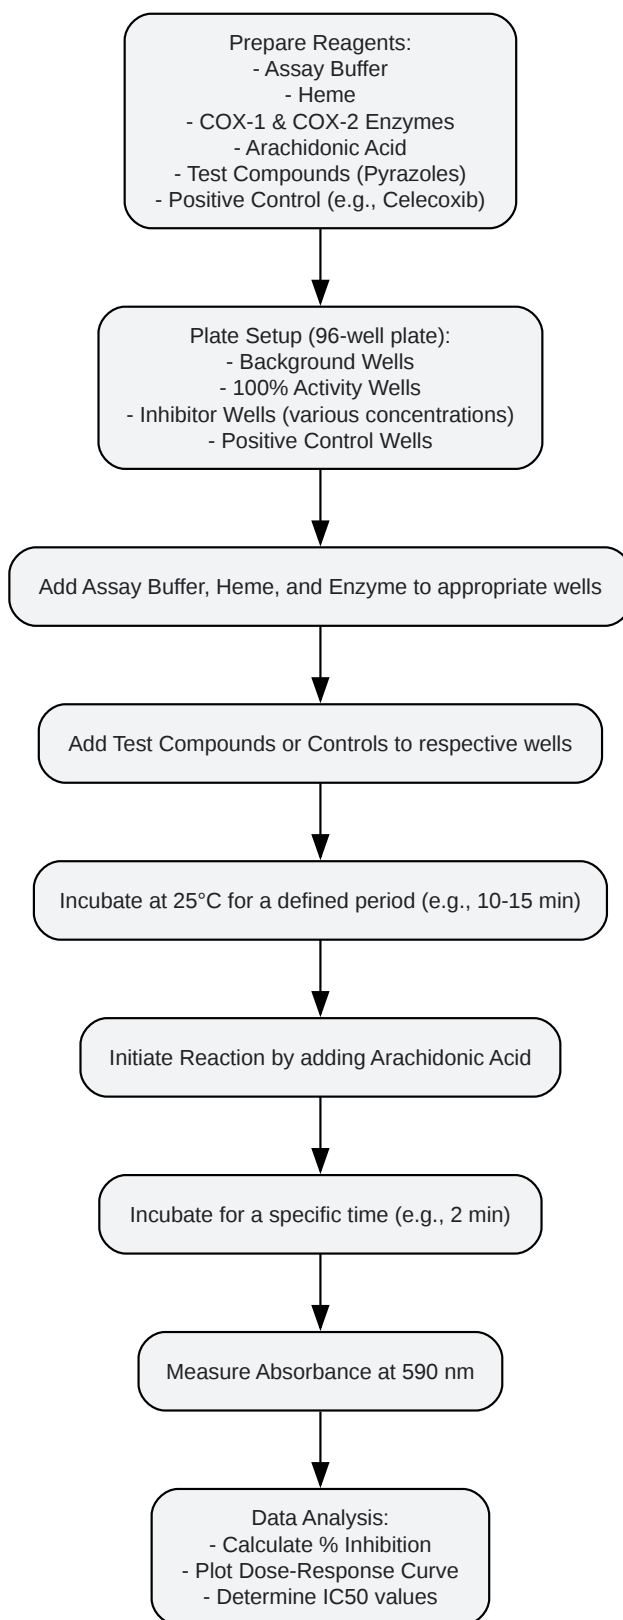 Prepare Reagents:
- Assay Buffer
- Heme
- COX-1 & COX-2 Enzymes
- Arachidonic Acid
- Test Compounds (Pyrazoles)
- Positive Control (e.g., Celecoxib)
Plate Setup (96-well plate):
- Background Wells
- 100% Activity Wells
- Inhibitor Wells (various concentrations)
- Positive Control Wells
Add Assay Buffer, Heme, and Enzyme to appropriate wells
Add Test Compounds or Controls to respective wells
Incubate at 25°C for a defined period (e.g., 10-15 min)
Initiate Reaction by adding Arachidonic Acid
Incubate for a specific time (e.g., 2 min)
Measure Absorbance at 590 nm
Data Analysis:
- Calculate % Inhibition
- Plot Dose-Response Curve
- Determine IC50 values